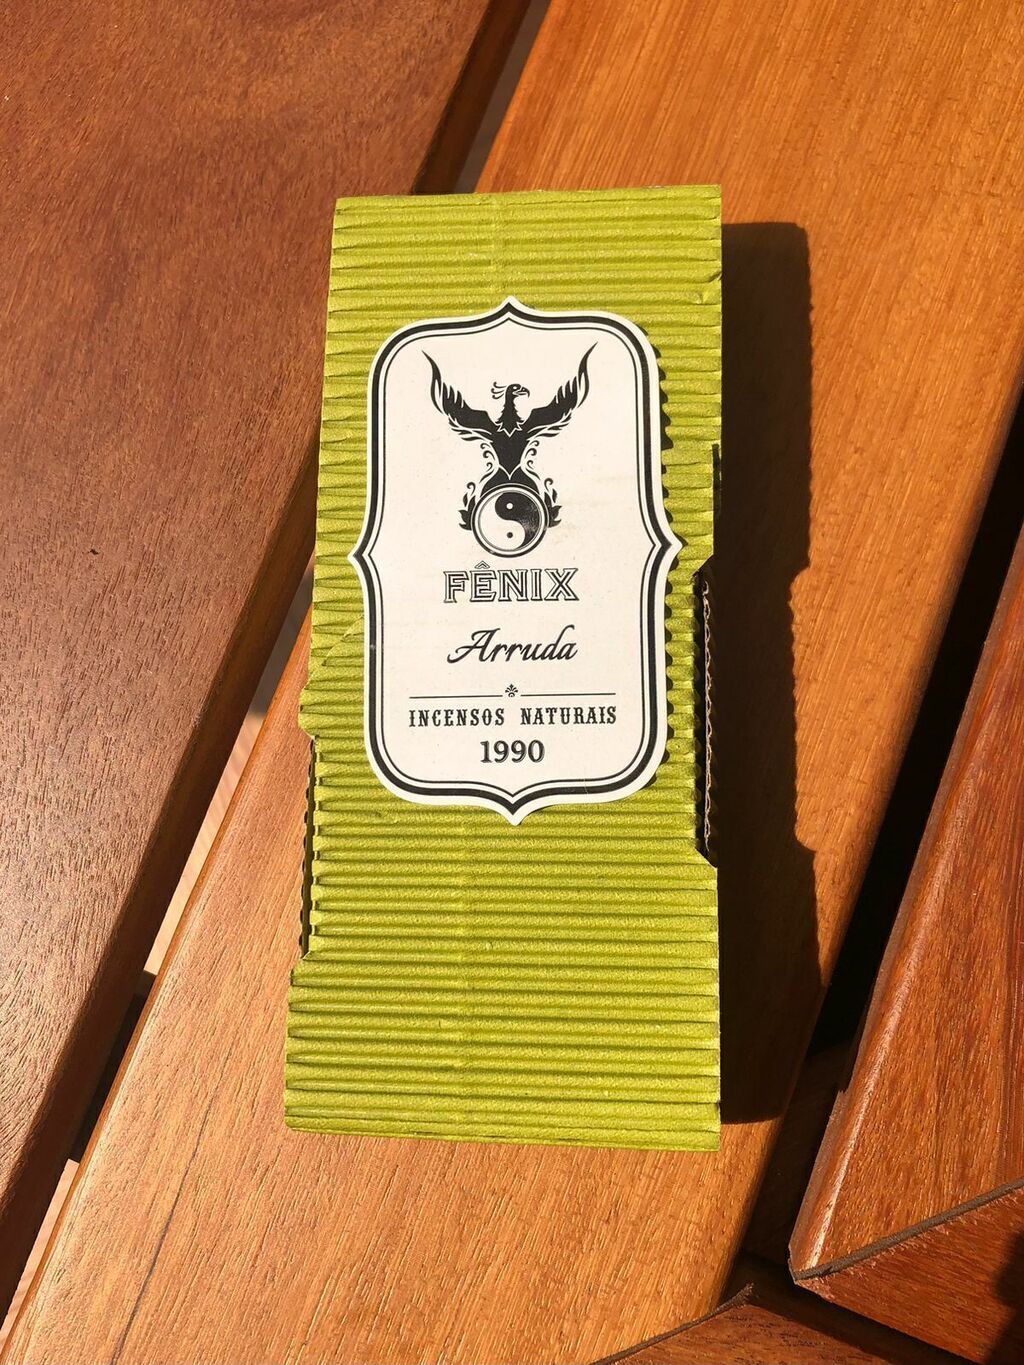 FÊNIX
Arruda
INCENSOS NATURAIS
1990